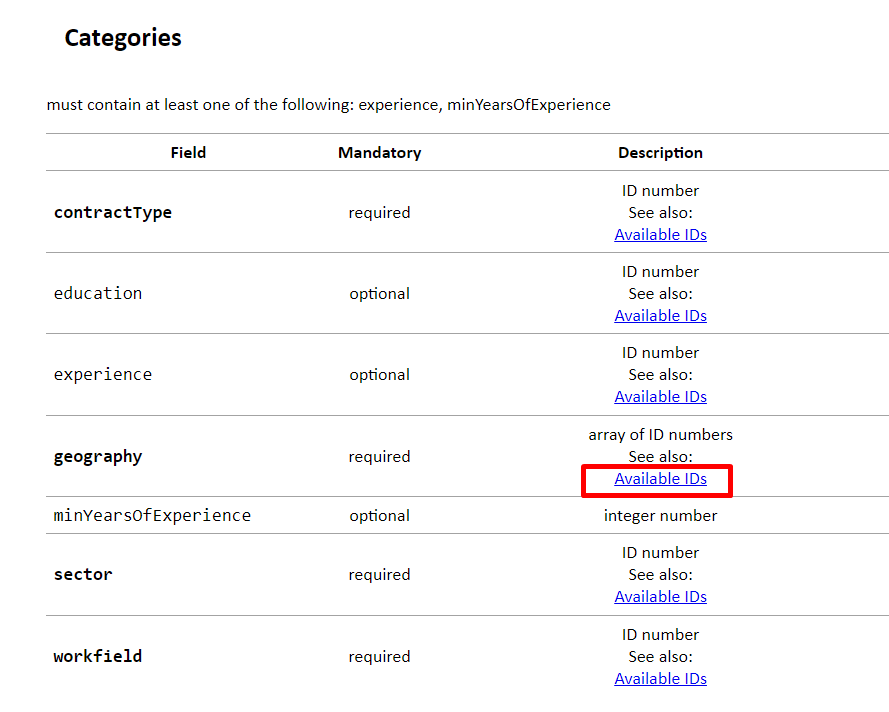 Categories
must contain at least one of the following: experience, minYearsOfExperience
Field Mandatory Description
contractType required ID number
See also:
Available IDs
education optional ID number
See also:
Available IDs
experience optional ID number
See also:
Available IDs
geography required array of ID numbers
See also:
Available IDs
minYearsOfExperience optional integer number
sector required ID number
See also:
Available IDs
workfield required ID number
See also:
Available IDs